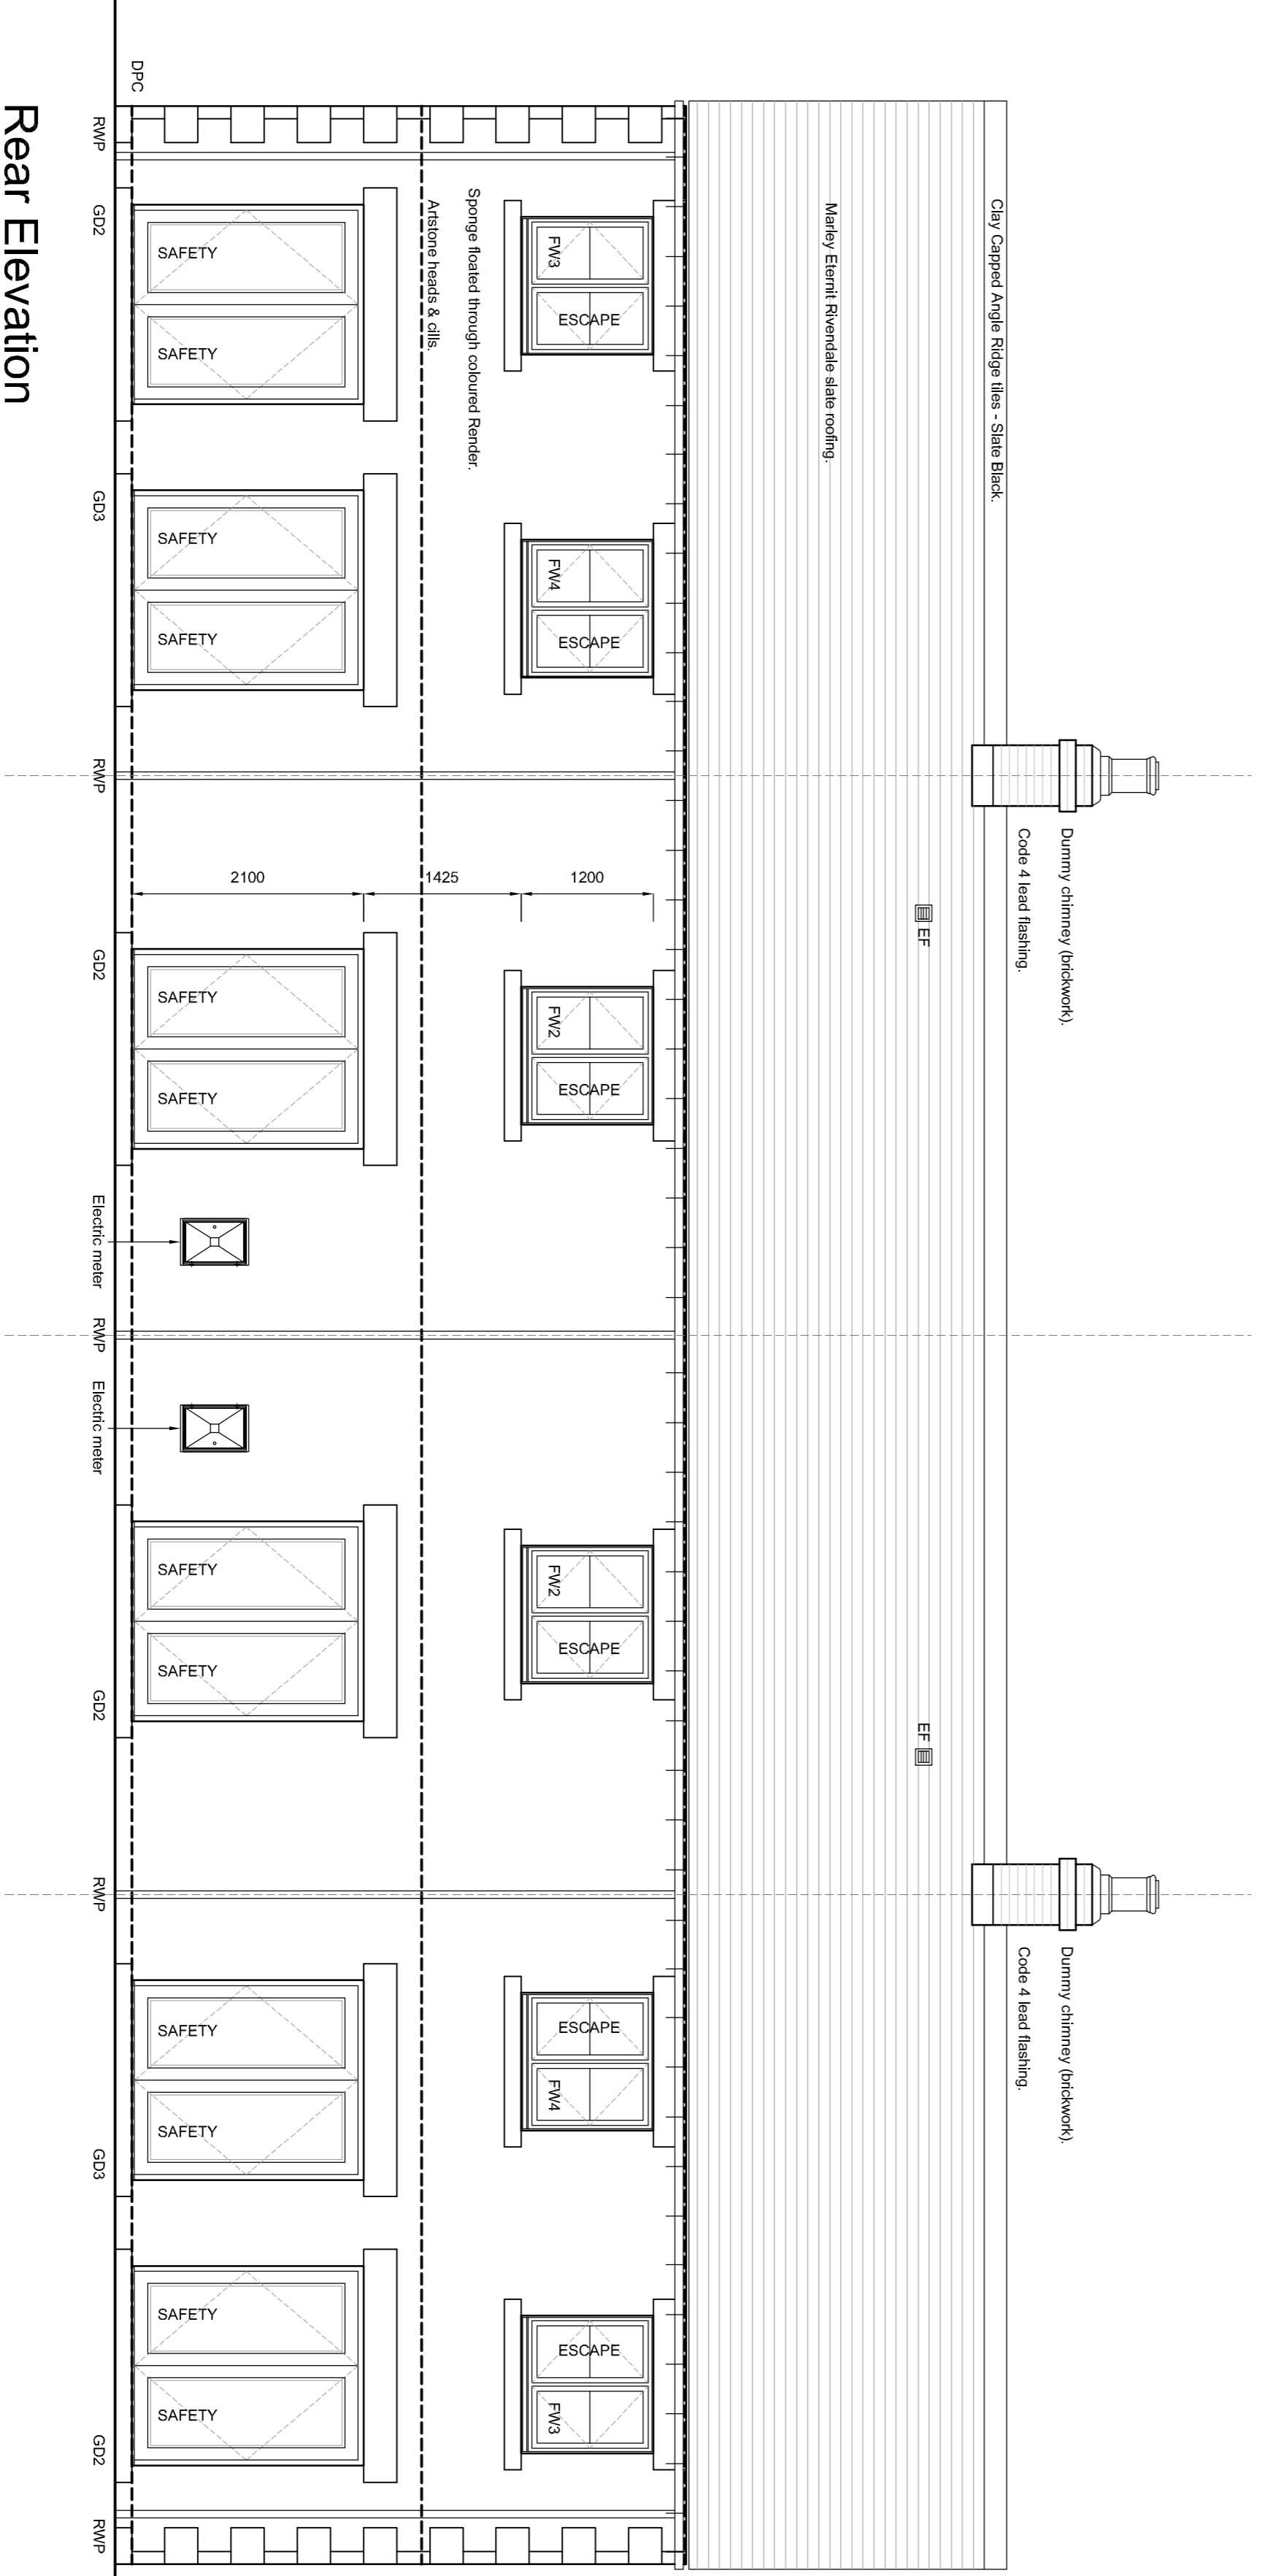 Dummy chimney (brickwork).
Code 4 lead flashing.
Dummy chimney (brickwork).
Code 4 lead flashing.
Clay Capped Angle Ridge tiles - Slate Black.
EF
EF
Marley Eternit Rivendale slate roofing.
FW3
ESCAPE
FW4
ESCAPE
1200
FW2
ESCAPE
FW2
ESCAPE
ESCAPE
FW4
ESCAPE
FW3
Sponge floated through coloured Render.
Artstone heads & cills.
1425
2100
SAFETY
SAFETY
SAFETY
SAFETY
SAFETY
SAFETY
SAFETY
SAFETY
SAFETY
SAFETY
SAFETY
SAFETY
DPC
RWP
GD2
GD3
RWP
GD2
Electric meter
RWP
Electric meter
GD2
RWP
GD3
GD2
RWP
Rear Elevation